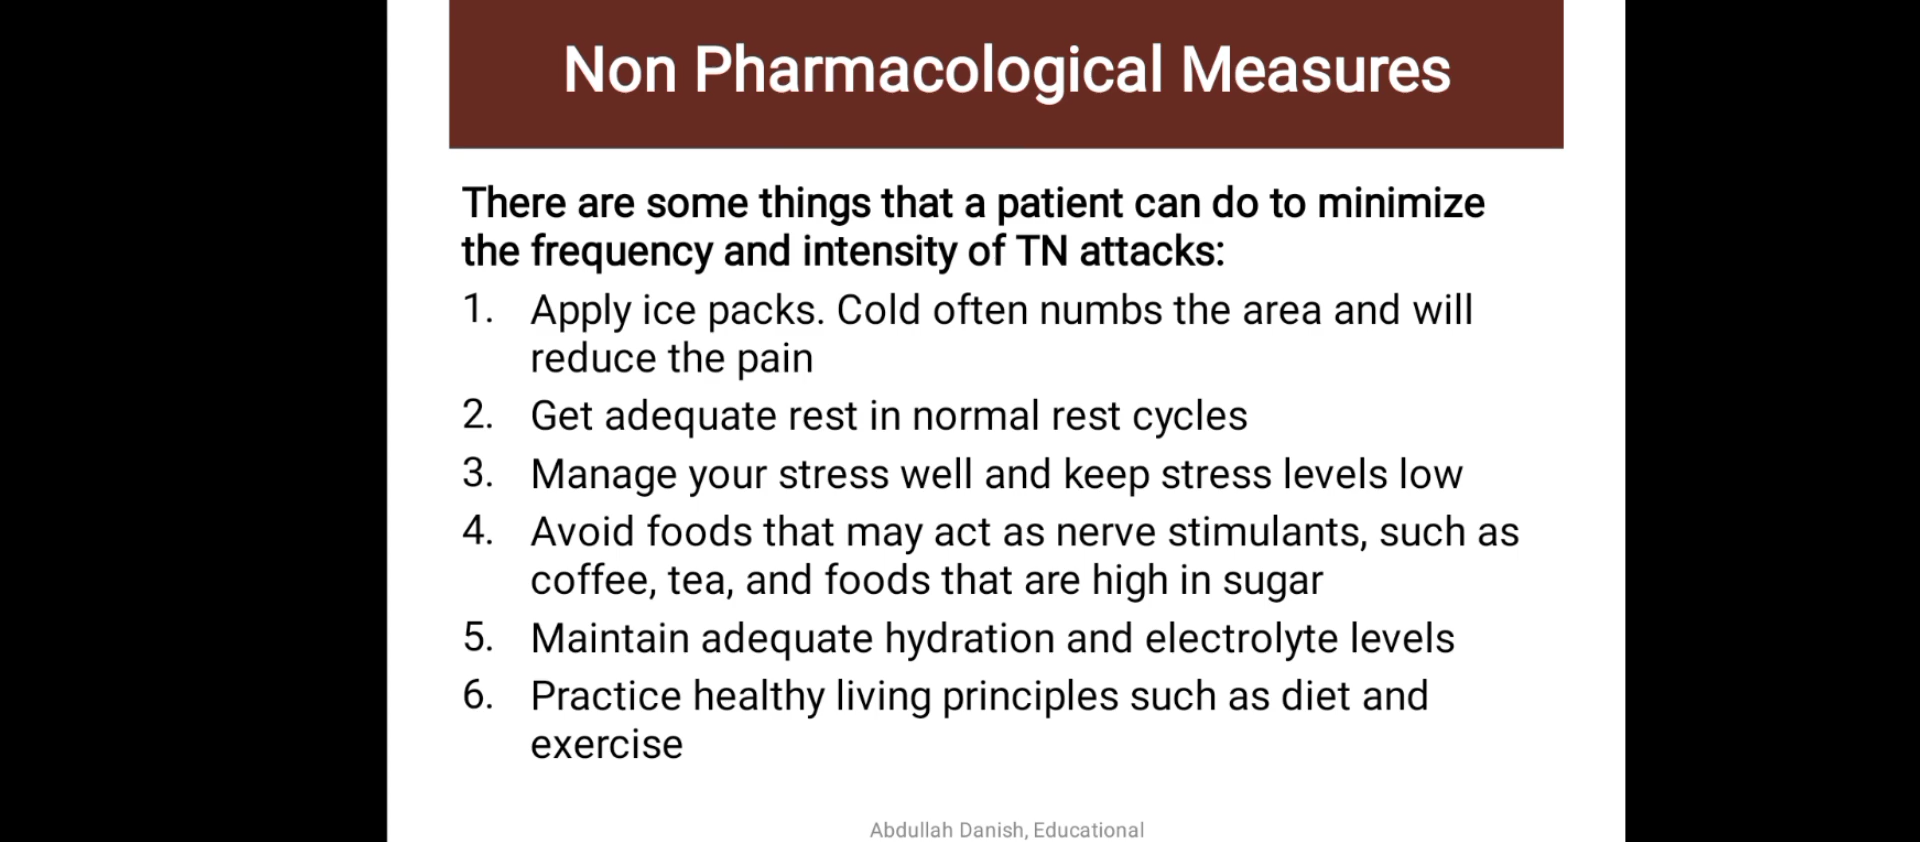 Non Pharmacological Measures
There are some things that a patient can do to minimize
the frequency and intensity of TN attacks:
1. Apply ice packs. Cold often numbs the area and will
reduce the pain
2. Get adequate rest in normal rest cycles
3. Manage your stress well and keep stress levels low
4. Avoid foods that may act as nerve stimulants, such as
coffee, tea, and foods that are high in sugar
5. Maintain adequate hydration and electrolyte levels
6. Practice healthy living principles such as diet and
exercise
Abdullah Danish, Educational